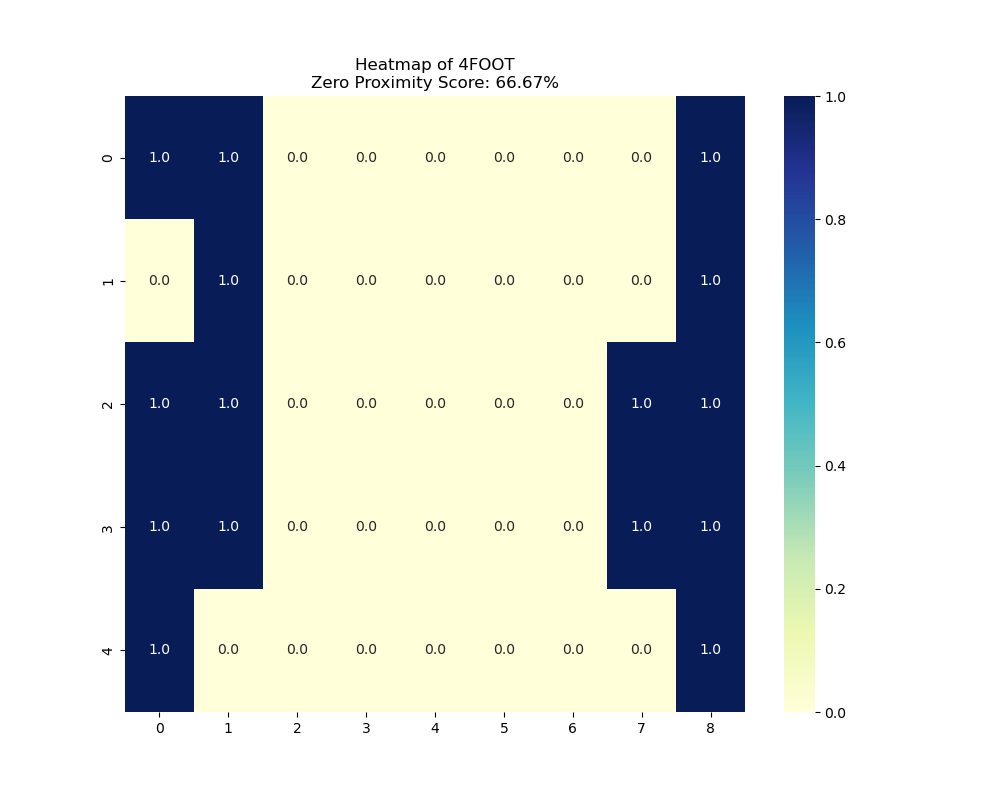 Heatmap of 4FOOT
Zero Proximity Score: 66.67%
1.0
0 1.0 1.0 0.0 0.0 0.0 0.0 0.0 0.0 1.0
0.8
1 0.0 1.0 0.0 0.0 0.0 0.0 0.0 0.0 1.0
0.6
2 1.0 1.0 0.0 0.0 0.0 0.0 0.0 1.0 1.0
0.4
3 1.0 1.0 0.0 0.0 0.0 0.0 0.0 1.0 1.0
0.2
4 1.0 0.0 0.0 0.0 0.0 0.0 0.0 0.0 1.0
0.0
0 1 2 3 4 5 6 7 8